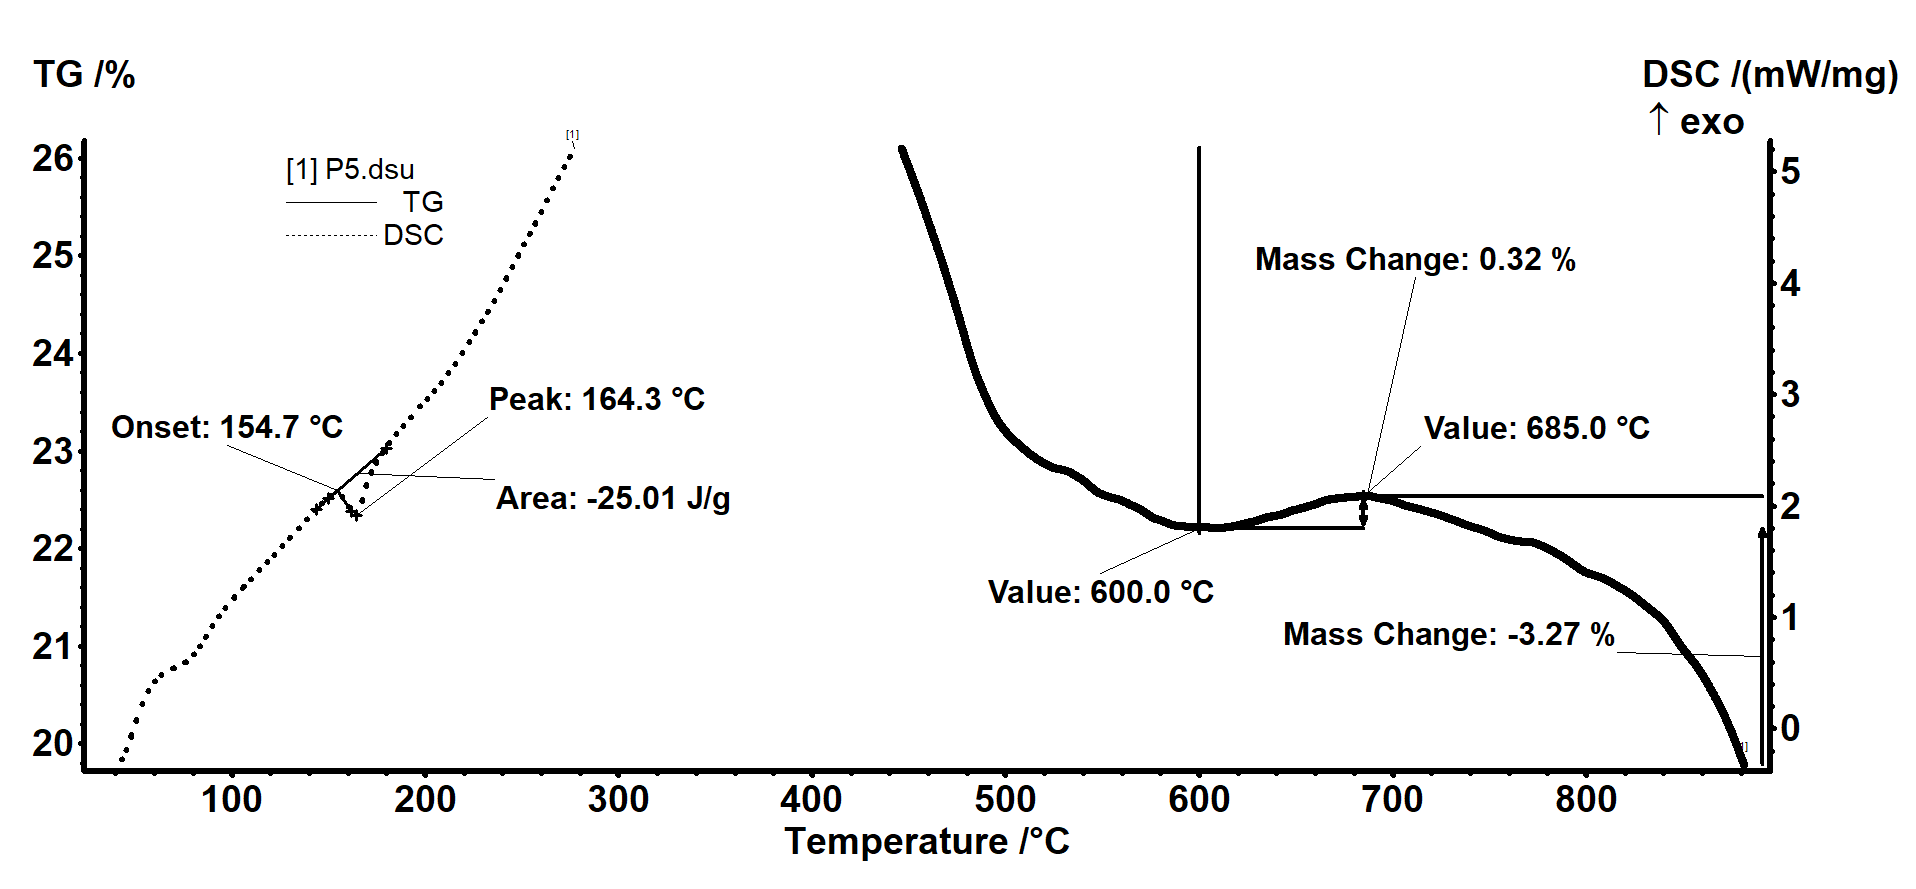 TG /%
DSC /(mW/mg)
↑ exo
[1]
26
25
24
23
22
21
20
[1] P5.dsu
TG
DSC
5
4
3
2
1
0
Mass Change: 0.32 %
Peak: 164.3 °C
Onset: 154.7 °C
Value: 685.0 °C
Area: -25.01 J/g
Value: 600.0 °C
Mass Change: -3.27 %
1]
100 200 300 400 500 600 700 800
Temperature /°C